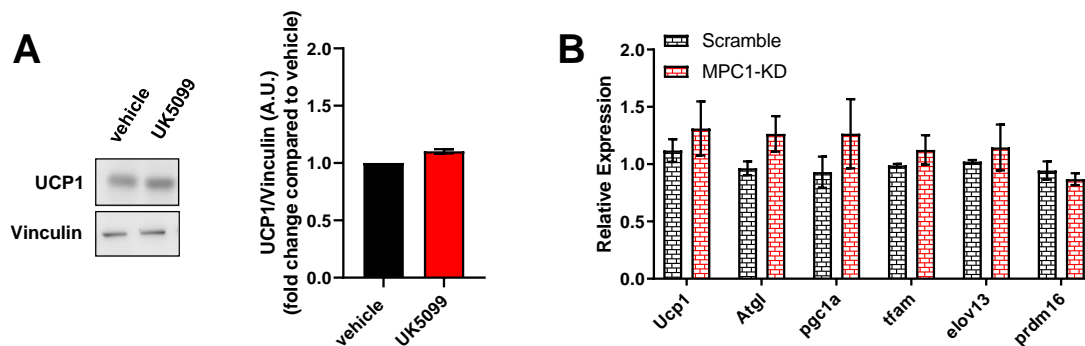 A
vehicle
UK5099
UCP1
Vinculin
UCP1/Vinculin (A.U.)
(fold change compared to vehicle)
2.0
1.5
1.0
0.5
0.0
vehicle
UK5099
B
Scramble
MPC1-KD
Relative Expression
2.0
1.5
1.0
0.5
0.0
Ucp1
Atgl
pgc1a
tfam
elov13
prdm16